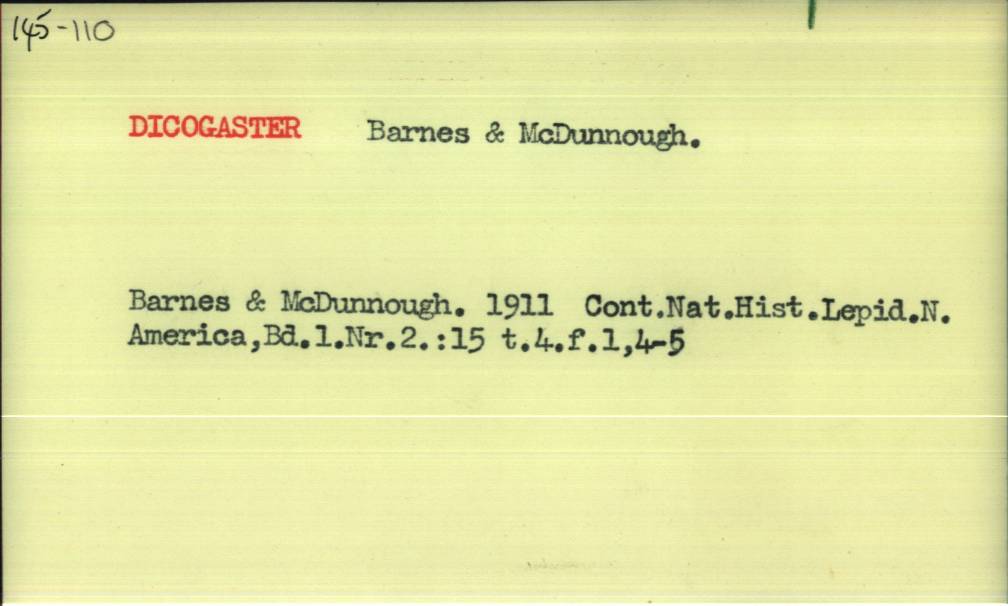 145-110
DICOGASTER Barnes & McDunnough.
Barnes & McDunnough. 1911 Cont.Nat.Hist.Lepid.N.
America,Bd.1.Nr.2.:15 t.4.f.1,4-5